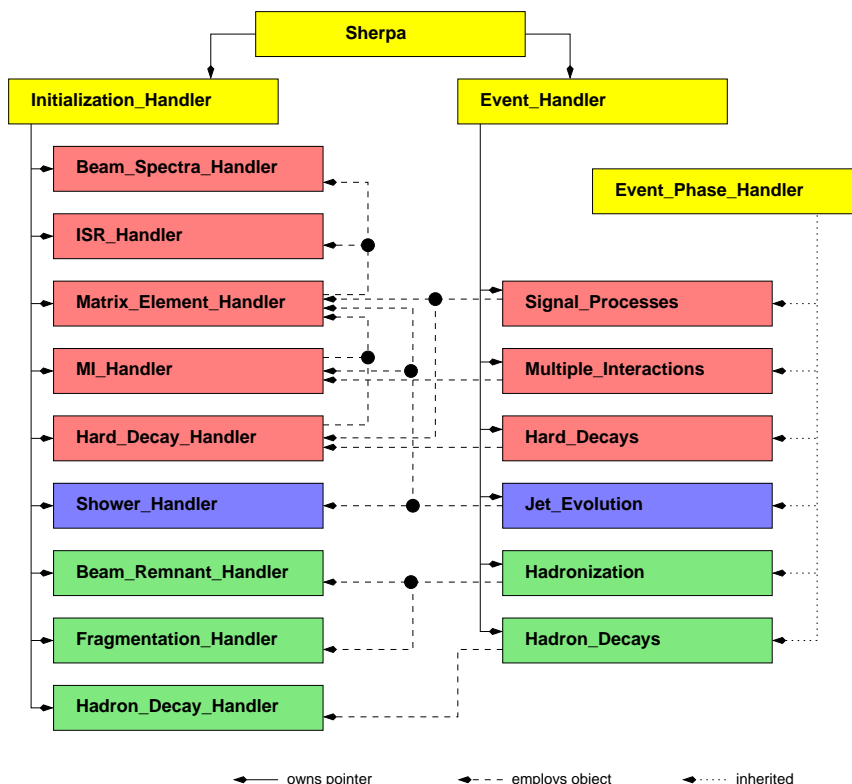 Sherpa
Initialization_Handler
Event_Handler
Beam_Spectra_Handler
Event_Phase_Handler
ISR_Handler
Matrix_Element_Handler
Signal_Processes
MI_Handler
Multiple_Interactions
Hard_Decay_Handler
Hard_Decays
Shower_Handler
Jet_Evolution
Beam_Remnant_Handler
Hadronization
Fragmentation_Handler
Hadron_Decays
Hadron_Decay_Handler
owns pointer
employs object
inherited